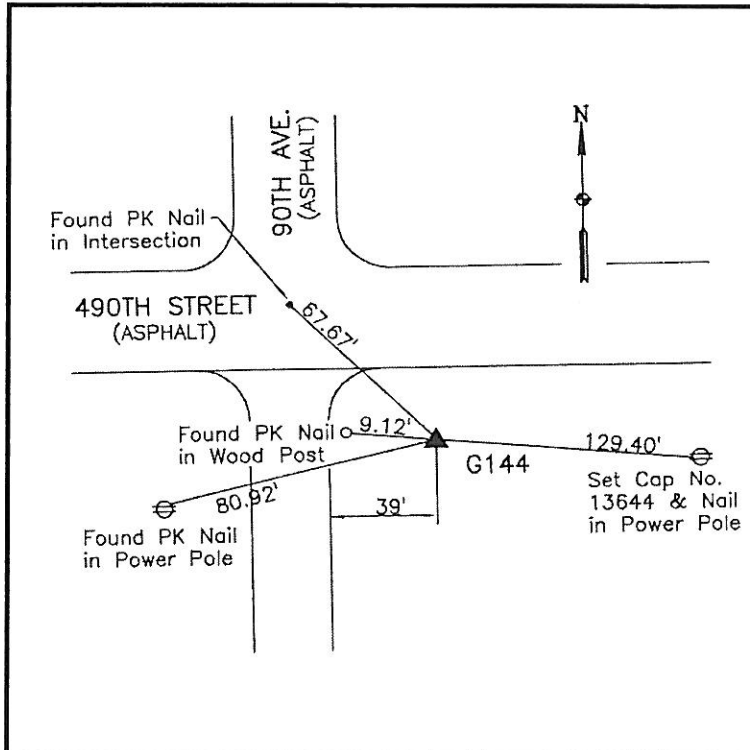 N
90TH AVE.
(ASPHALT)
Found PK Nail
in Intersection
490TH STREET
(ASPHALT)
67.67'
Found PK Nail
in Wood Post
9.12'
G144
129.40'
Set Cap No.
13644 & Nail
in Power Pole
80.92'
39'
Found PK Nail
in Power Pole